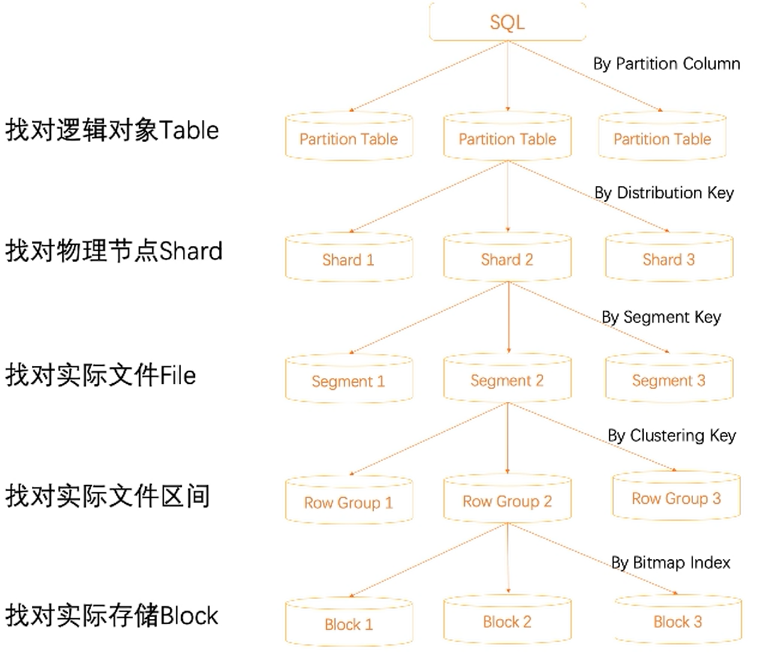 SQL
By Partition Column
找对逻辑对象Table
Partition Table
Partition Table
Partition Table
By Distribution Key
找对物理节点Shard
Shard 1
Shard 2
Shard 3
By Segment Key
找对实际文件File
Segment 1
Segment 2
Segment 3
By Clustering Key
找对实际文件区间
Row Group 1
Row Group 2
Row Group 3
By Bitmap Index
找对实际存储Block
Block 1
Block 2
Block 3